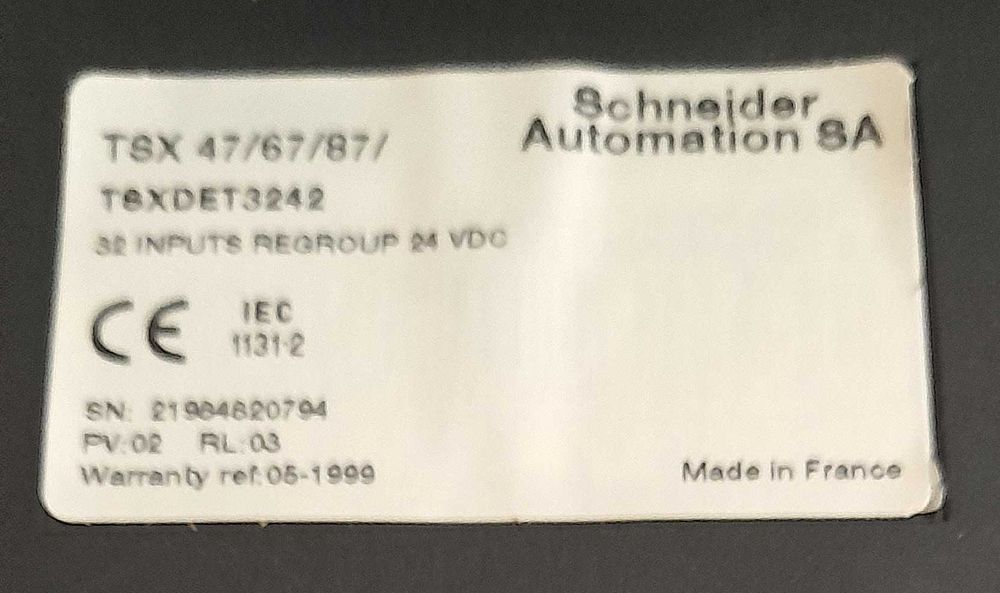 Schneider
Automation SA
TSX 47/67/87/
TSXDET3242
32 INPUTS REGROUP 24 VDC
CE
IEC
1131-2
SN: 21984820794
PV:02 RL:03
Warranty ref:05-1999
Made in France